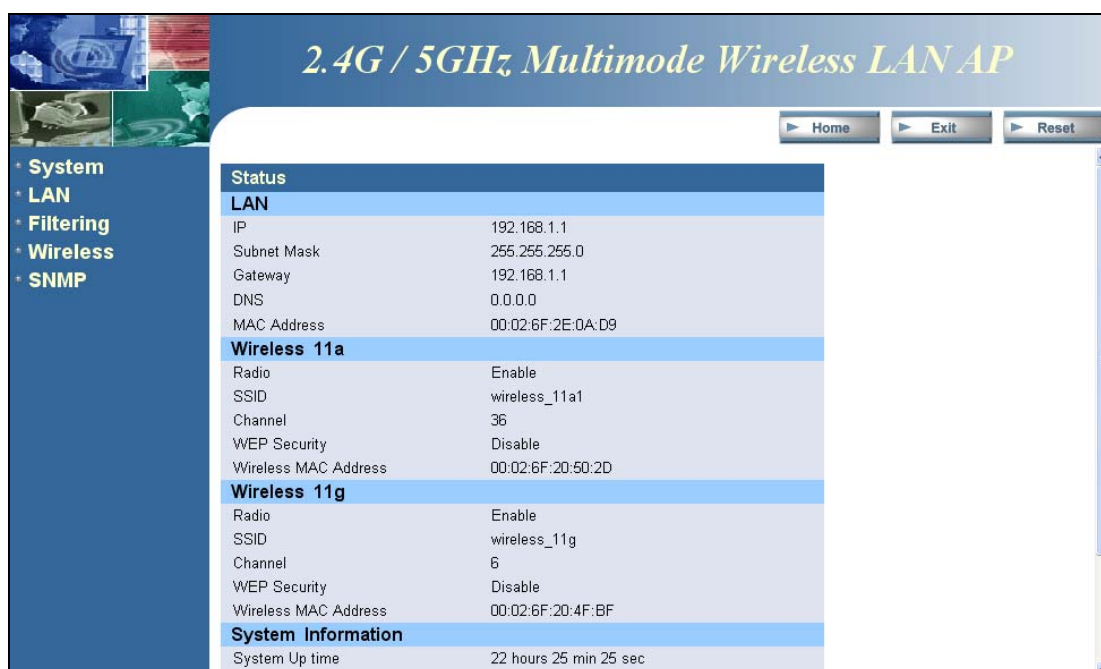 2.4G / 5GHz Multimode Wireless LAN AP
Home Exit Reset
System
LAN
Filtering
Wireless
SNMP
Status
LAN
IP 192.168.1.1
Subnet Mask 255.255.255.0
Gateway 192.168.1.1
DNS 0.0.0.0
MAC Address 00:02:6F:2E:0A:D9
Wireless 11a
Radio Enable
SSID wireless_11a1
Channel 36
WEP Security Disable
Wireless MAC Address 00:02:6F:20:50:2D
Wireless 11g
Radio Enable
SSID wireless_11g
Channel 6
WEP Security Disable
Wireless MAC Address 00:02:6F:20:4F:BF
System Information
System Up time 22 hours 25 min 25 sec